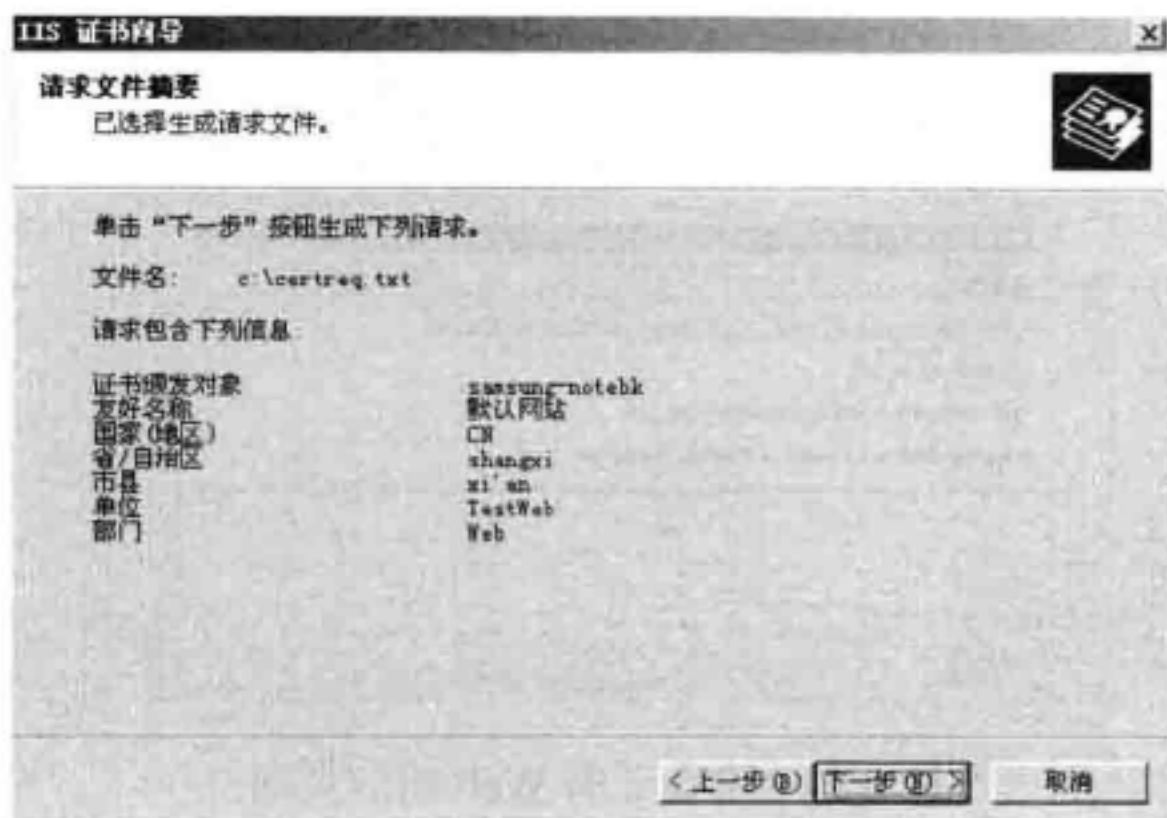 IIS 证书向导
请求文件摘要
已选择生成请求文件。
单击“下一步”按钮生成下列请求。
文件名: c:\certreq.txt
请求包含下列信息:
证书颁发对象 samsung-notebk
友好名称 默认网站
国家(地区) CN
省/自治区 shangxi
市县 xi'an
单位 TestWeb
部门 Web
<上一步(B) 下一步(N) > 取消